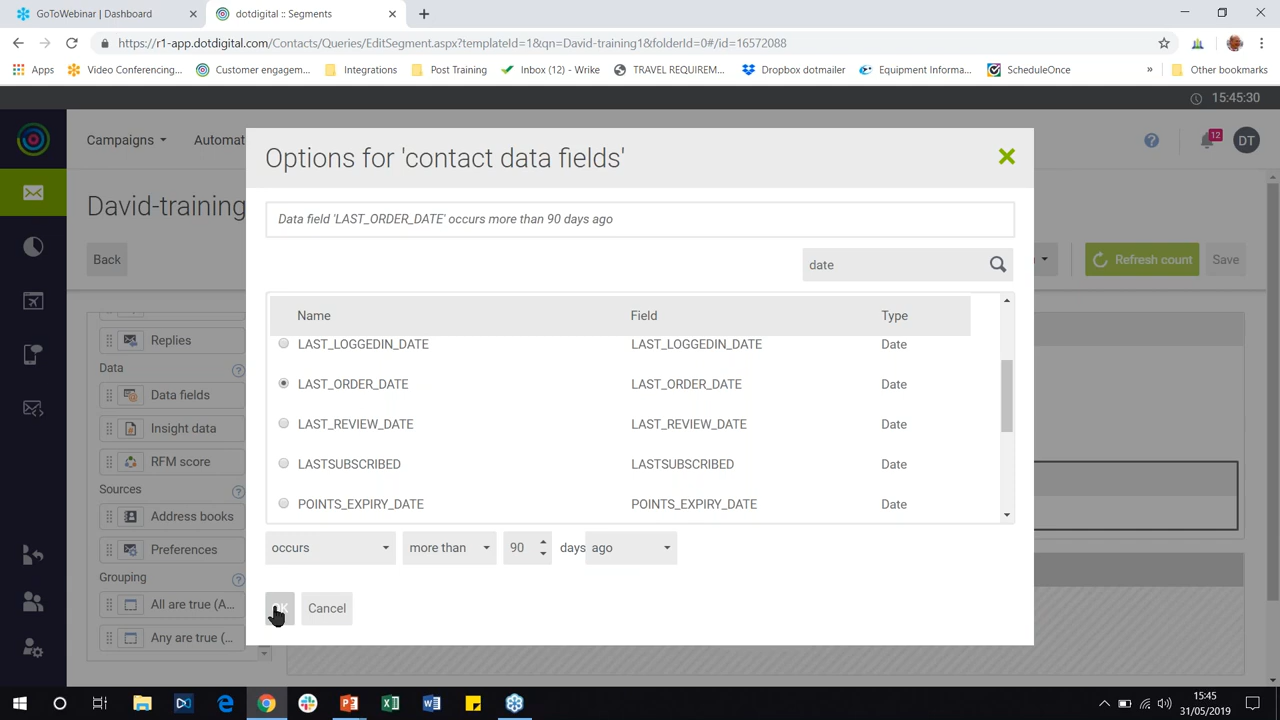 GoToWebinar | Dashboard
dotdigital :: Segments
https://r1-app.dotdigital.com/Contacts/Queries/EditSegment.aspx?templateId=1&qn=David-training1&folderId=0#/id=16572088
Apps
Video Conferencing...
Customer engagem...
Integrations
Post Training
Inbox (12) - Wrike
TRAVEL REQUIREM...
Dropbox dotmailer
Equipment Informa...
ScheduleOnce
»
Other bookmarks
15:45:30
Campaigns
Automat
12
DT
David-training
Back
Refresh count
Save
Options for 'contact data fields'
Data field 'LAST_ORDER_DATE' occurs more than 90 days ago
date
Name Field Type
LAST_LOGGEDIN_DATE LAST_LOGGEDIN_DATE Date
LAST_ORDER_DATE LAST_ORDER_DATE Date
LAST_REVIEW_DATE LAST_REVIEW_DATE Date
LASTSUBSCRIBED LASTSUBSCRIBED Date
POINTS_EXPIRY_DATE POINTS_EXPIRY_DATE Date
occurs more than 90 days ago
OK Cancel
Replies
Data
Data fields
Insight data
RFM score
Sources
Address books
Preferences
Grouping
All are true (A...
Any are true (...
15:45
31/05/2019